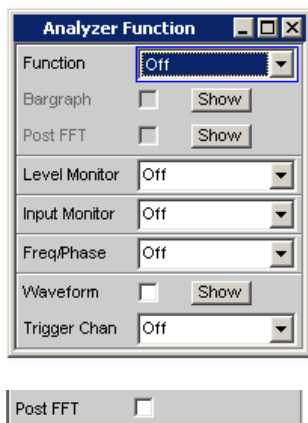 Analyzer Function
Function Off
Bargraph Show
Post FFT Show
Level Monitor Off
Input Monitor Off
Freq/Phase Off
Waveform Show
Trigger Chan Off
Post FFT